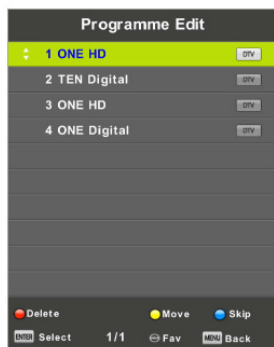 Programme Edit
1 ONE HD DTV
2 TEN Digital DTV
3 ONE HD DTV
4 ONE Digital DTV
Delete Move Skip
ENTER Select 1/1 Fav MENU Back